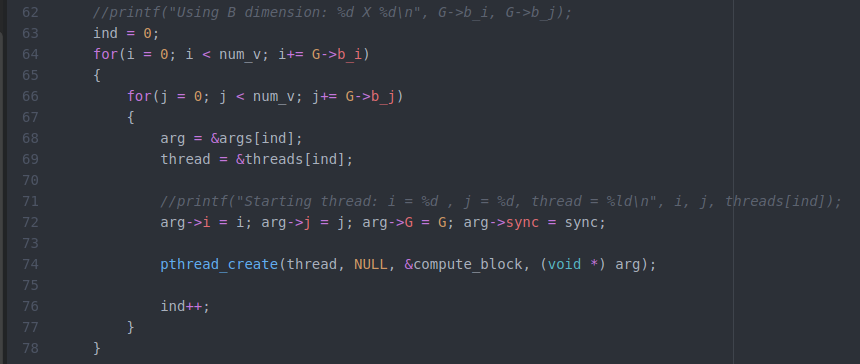 62 //printf("Using B dimension: %d X %d\n", G->b_i, G->b_j);
63 ind = 0;
64 for(i = 0; i < num_v; i+= G->b_i)
65 {
66 for(j = 0; j < num_v; j+= G->b_j)
67 {
68 arg = &args[ind];
69 thread = &threads[ind];
70
71 //printf("Starting thread: i = %d , j = %d, thread = %ld\n", i, j, threads[ind]);
72 arg->i = i; arg->j = j; arg->G = G; arg->sync = sync;
73
74 pthread_create(thread, NULL, &compute_block, (void *) arg);
75
76 ind++;
77 }
78 }